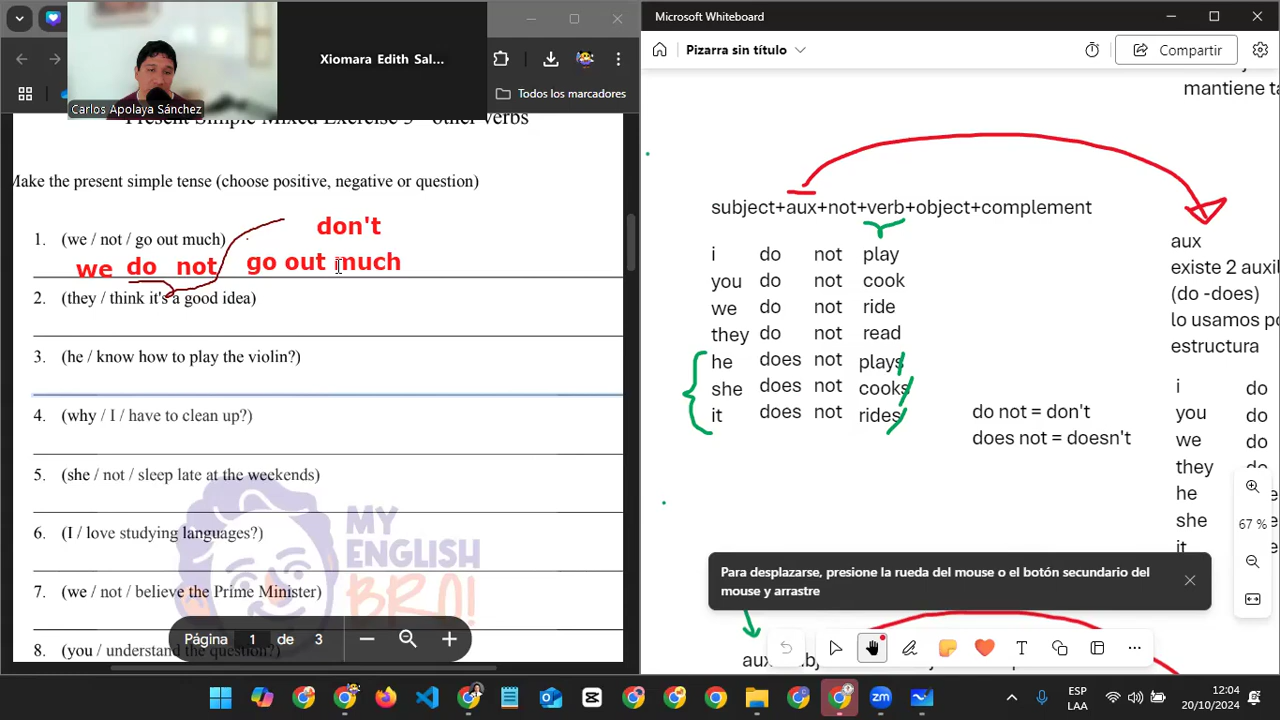 Xiomara Edith Sal...
Carlos Apolaya Sánchez
Todos los marcadores
Present Simple Mixed Exercise 3 - other verbs
Make the present simple tense (choose positive, negative or question)
don't
1. (we / not / go out much)
we do not go out much
2. (they / think it's a good idea)
3. (he / know how to play the violin?)
4. (why / I / have to clean up?)
5. (she / not / sleep late at the weekends)
6. (I / love studying languages?)
7. (we / not / believe the Prime Minister)
8. (you / understand the question?)
MY
ENGLISH
BRO!
Página 1 de 3
Microsoft Whiteboard
Pizarra sin título
Compartir
mantiene ta
subject+aux+not+verb+object+complement
i do not play
you do not cook
we do not ride
they do not read
he does not plays
she does not cooks
it does not rides
do not = don't
does not = doesn't
aux
existe 2 auxil
(do -does)
lo usamos po
estructura
i do
you do
we do
they do
he
she
it
67 %
Para desplazarse, presione la rueda del mouse o el botón secundario del
mouse y arrastre
aux
ESP
LAA
12:04
20/10/2024